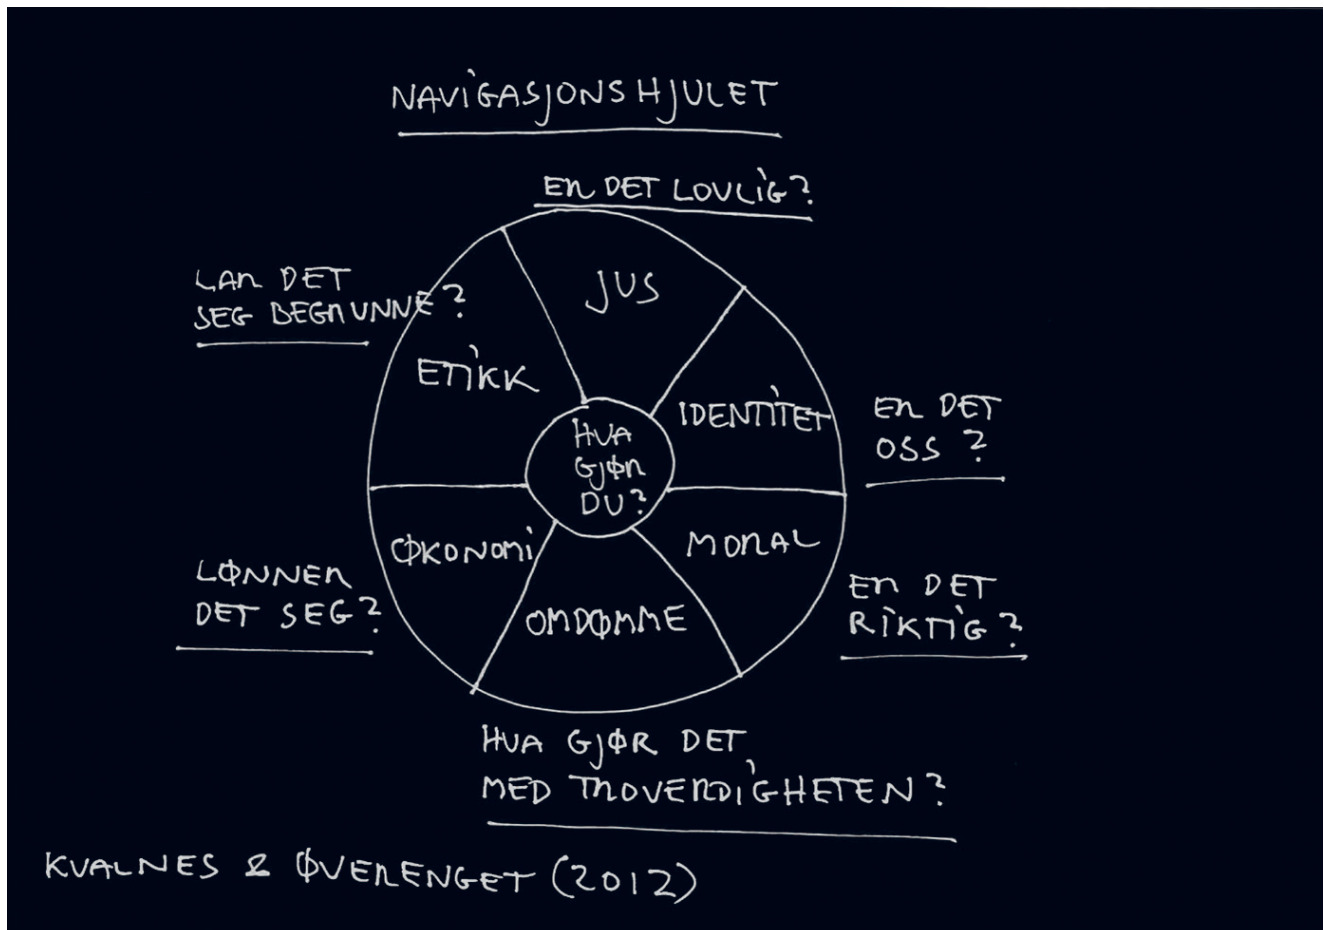 NAVIGASJONSHJULET
ER DET LOVLIG?
LAR DET
SEG BEGRUNNE?
JUS
ETIKK
IDENTITET
ER DET
OSS?
HVA
GJØR
DU?
ØKONOMI
MORAL
LØNNER
DET SEG?
OMDØMME
ER DET
RIKTIG?
HVA GJØR DET
MED TROVERDIGHETEN?
KVALNES & ØVERENGET (2012)